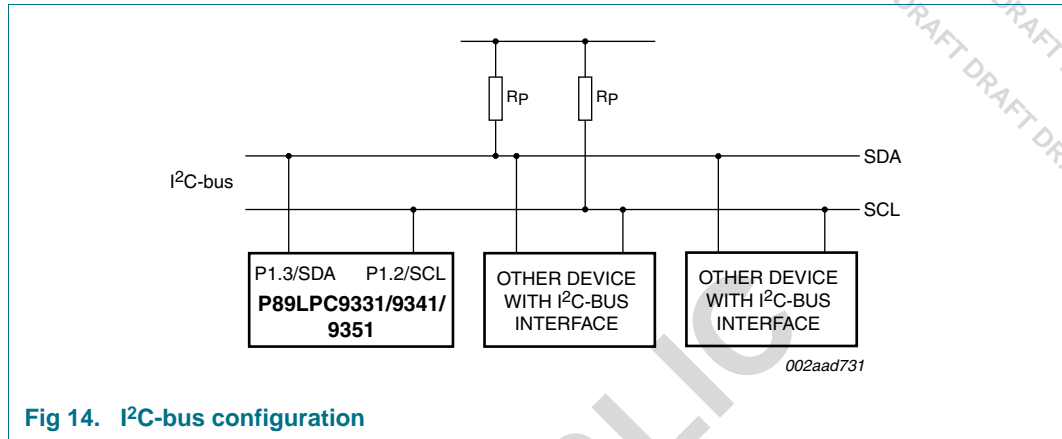 DRAFT DRAFT
DRAFT DRAFT DRA
RP RP
SDA
I²C-bus
SCL
P1.3/SDA P1.2/SCL
P89LPC9331/9341/
9351
OTHER DEVICE
WITH I²C-BUS
INTERFACE
OTHER DEVICE
WITH I²C-BUS
INTERFACE
002aad731
Fig 14. I²C-bus configuration